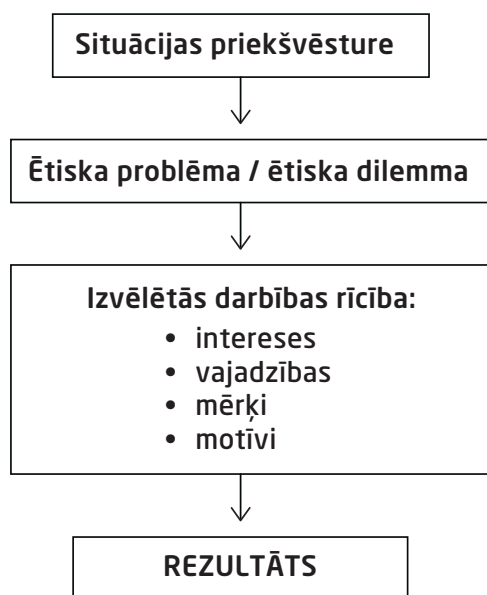 Situācijas priekšvēsture
Ētiska problēma / ētiska dilemma
Izvēlētās darbības rīcība:
• intereses
• vajadzības
• mērķi
• motīvi
REZULTĀTS